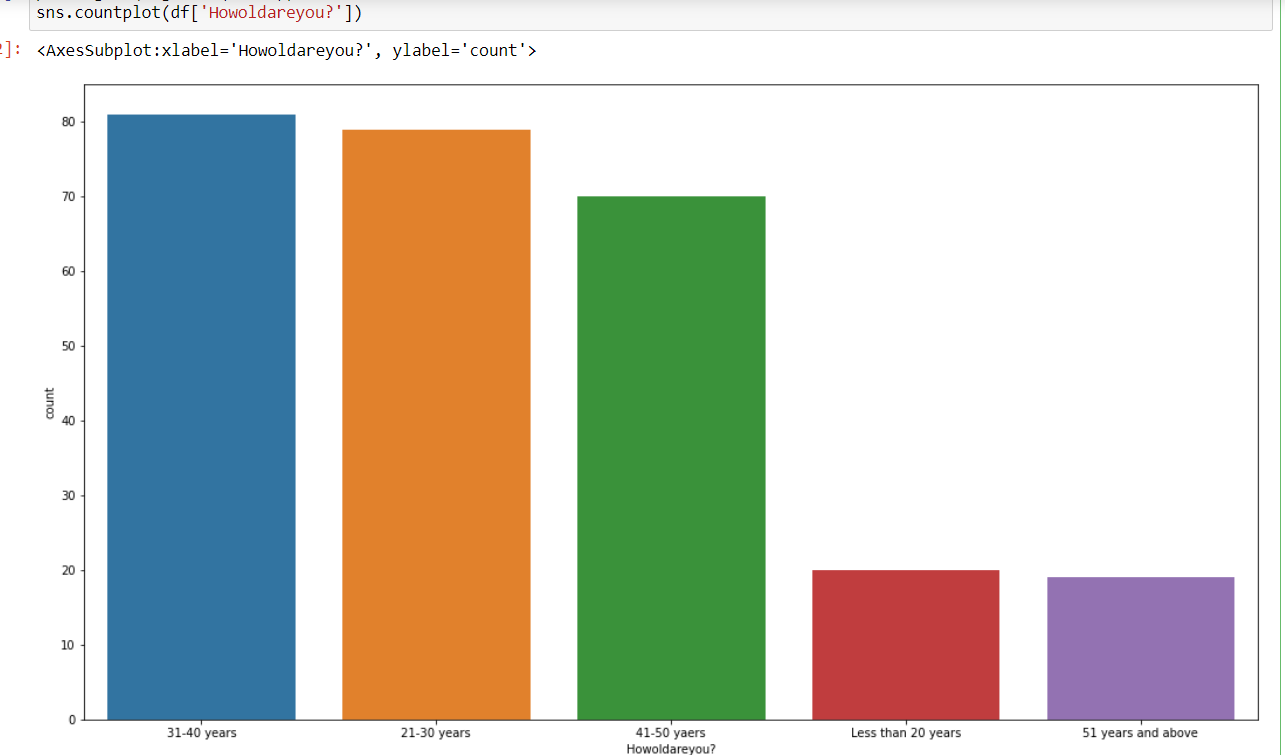 sns.countplot(df['Howoldareyou?'])
]: <AxesSubplot:xlabel='Howoldareyou?', ylabel='count'>
80
70
60
50
40
30
20
10
0
count
31-40 years 21-30 years 41-50 yaers Less than 20 years 51 years and above
Howoldareyou?